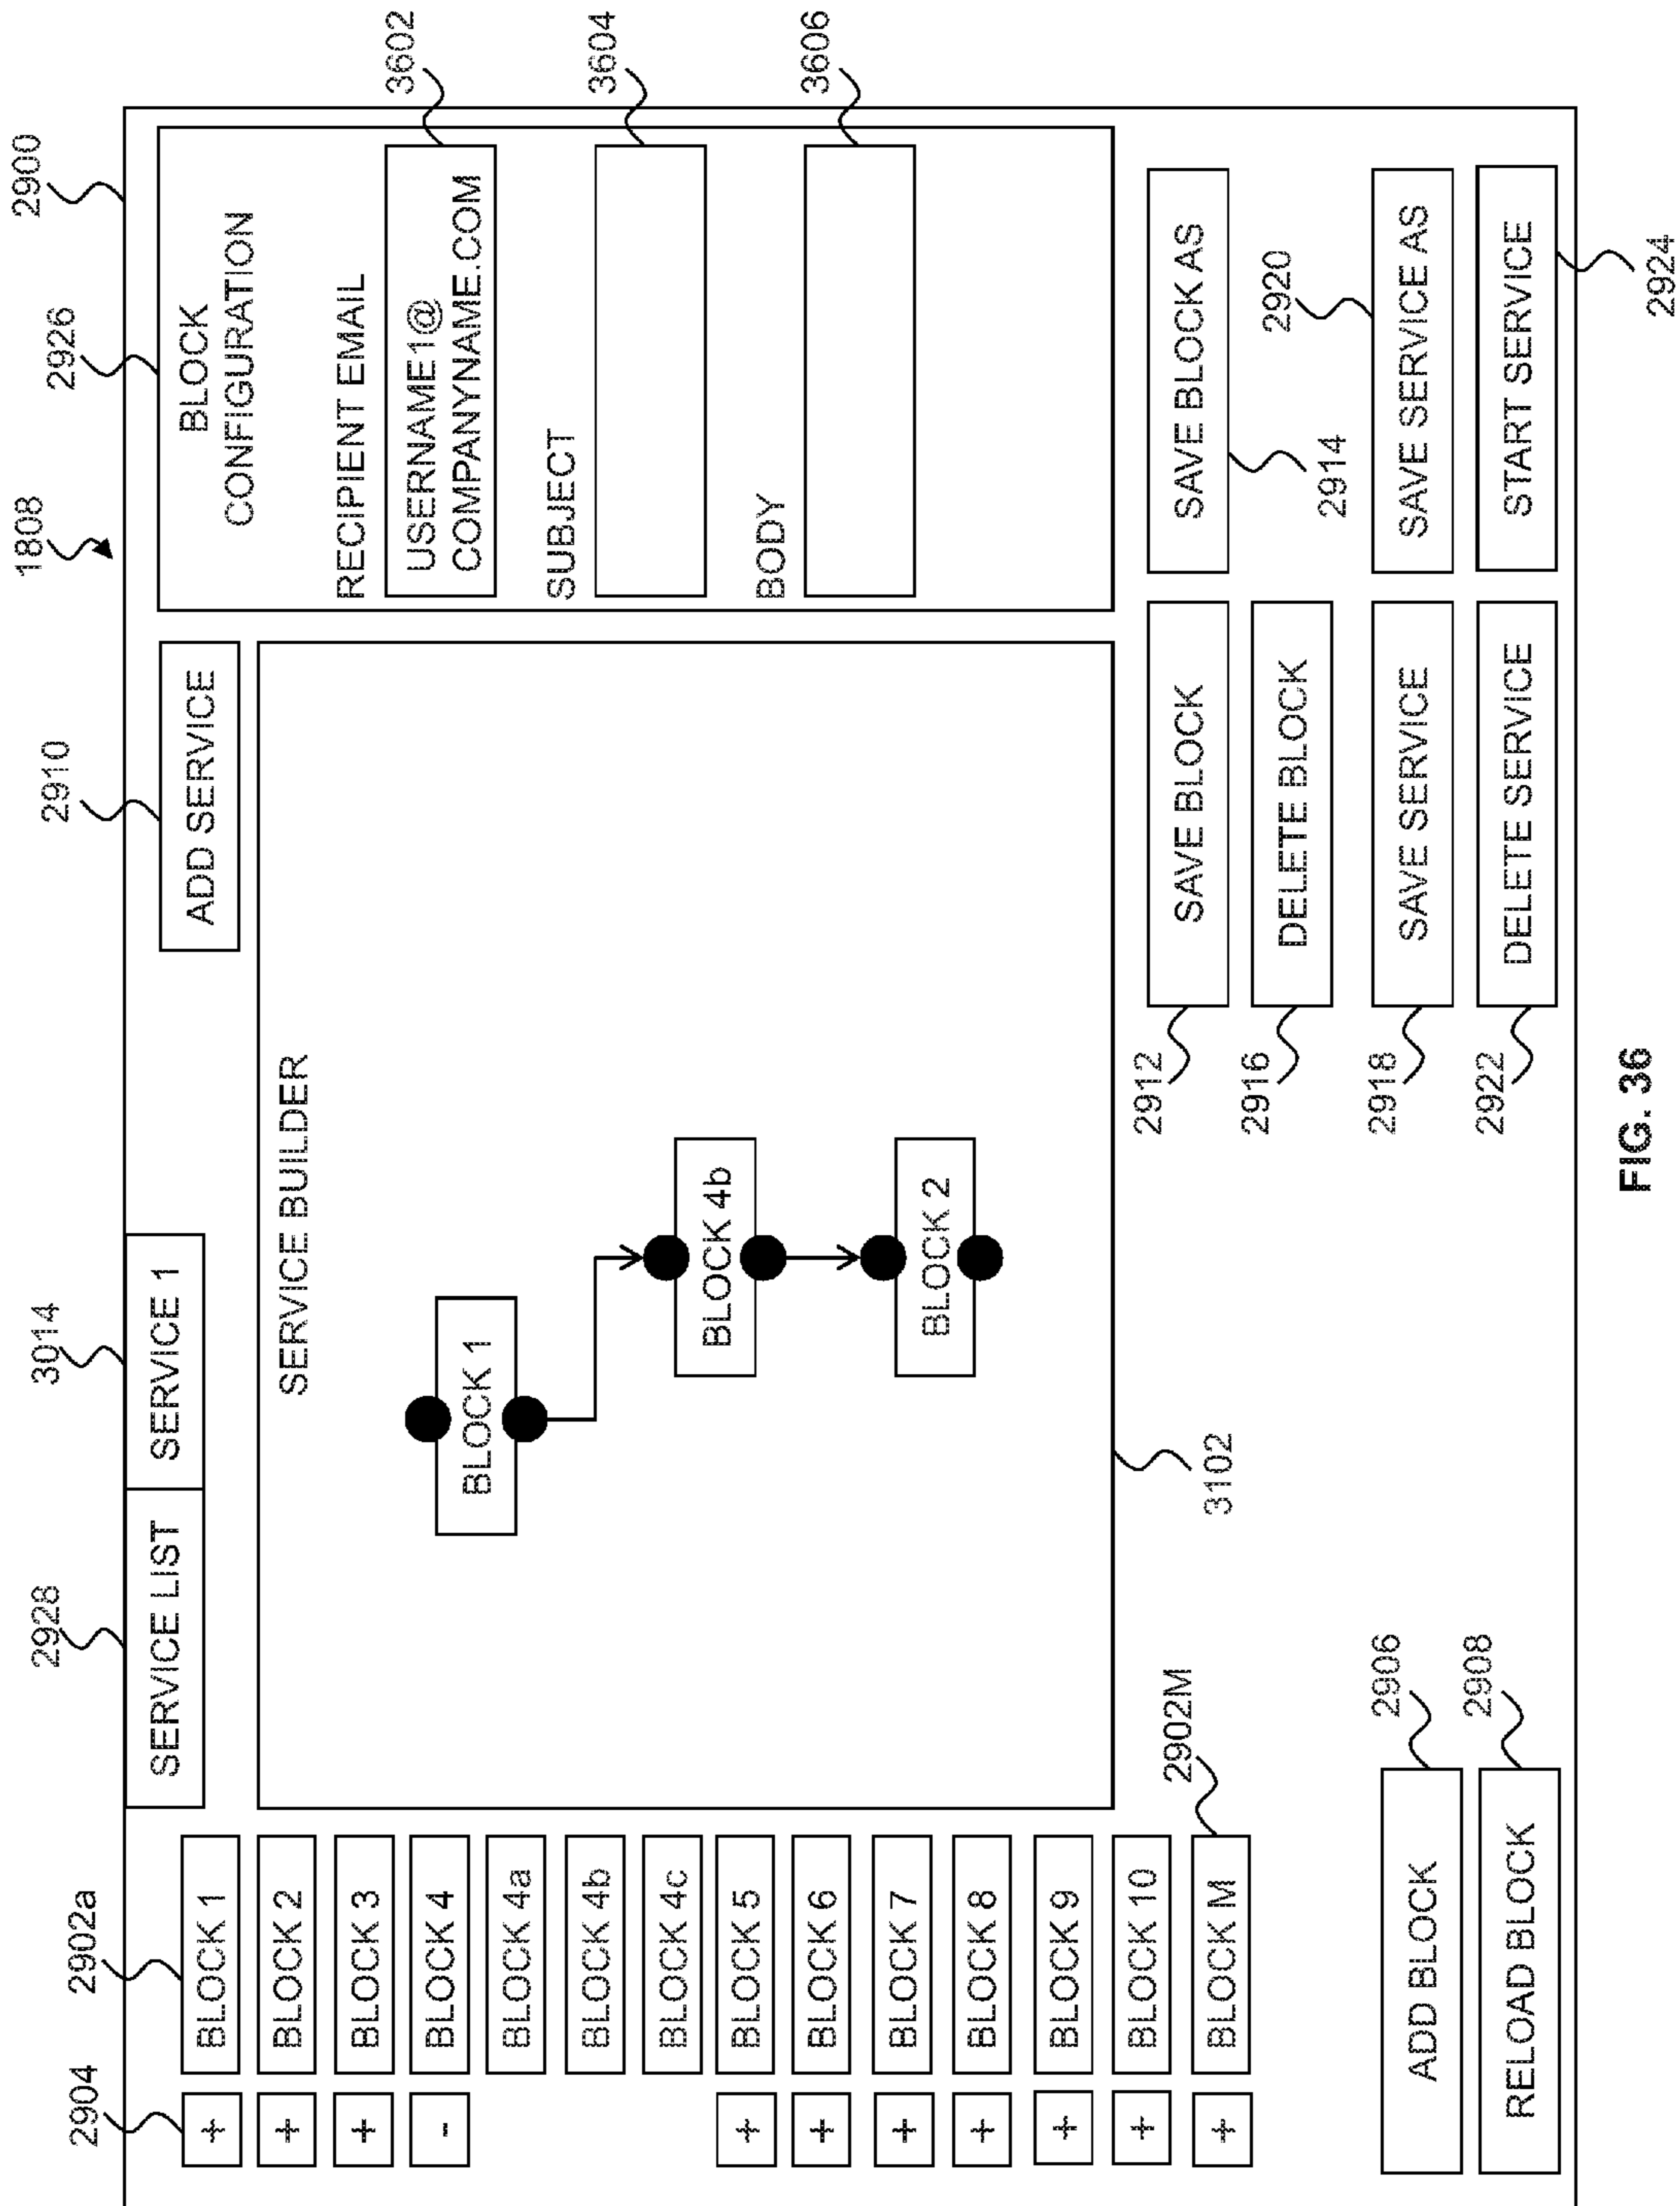 1808
2900
2904
2902a
2928
3014
2910
2926
SERVICE LIST
SERVICE 1
ADD SERVICE
BLOCK
CONFIGURATION
+
BLOCK 1
+
BLOCK 2
+
BLOCK 3
-
BLOCK 4
BLOCK 4a
BLOCK 4b
BLOCK 4c
+
BLOCK 5
+
BLOCK 6
+
BLOCK 7
+
BLOCK 8
+
BLOCK 9
+
BLOCK 10
+
BLOCK M
2902M
SERVICE BUILDER
BLOCK 1
BLOCK 4b
BLOCK 2
3102
RECIPIENT EMAIL
USERNAME1@
COMPANYNAME.COM
3602
SUBJECT
3604
BODY
3606
ADD BLOCK
2906
RELOAD BLOCK
2908
2912
SAVE BLOCK
SAVE BLOCK AS
2914
2916
DELETE BLOCK
2920
2918
SAVE SERVICE
SAVE SERVICE AS
2922
DELETE SERVICE
START SERVICE
2924
FIG. 36